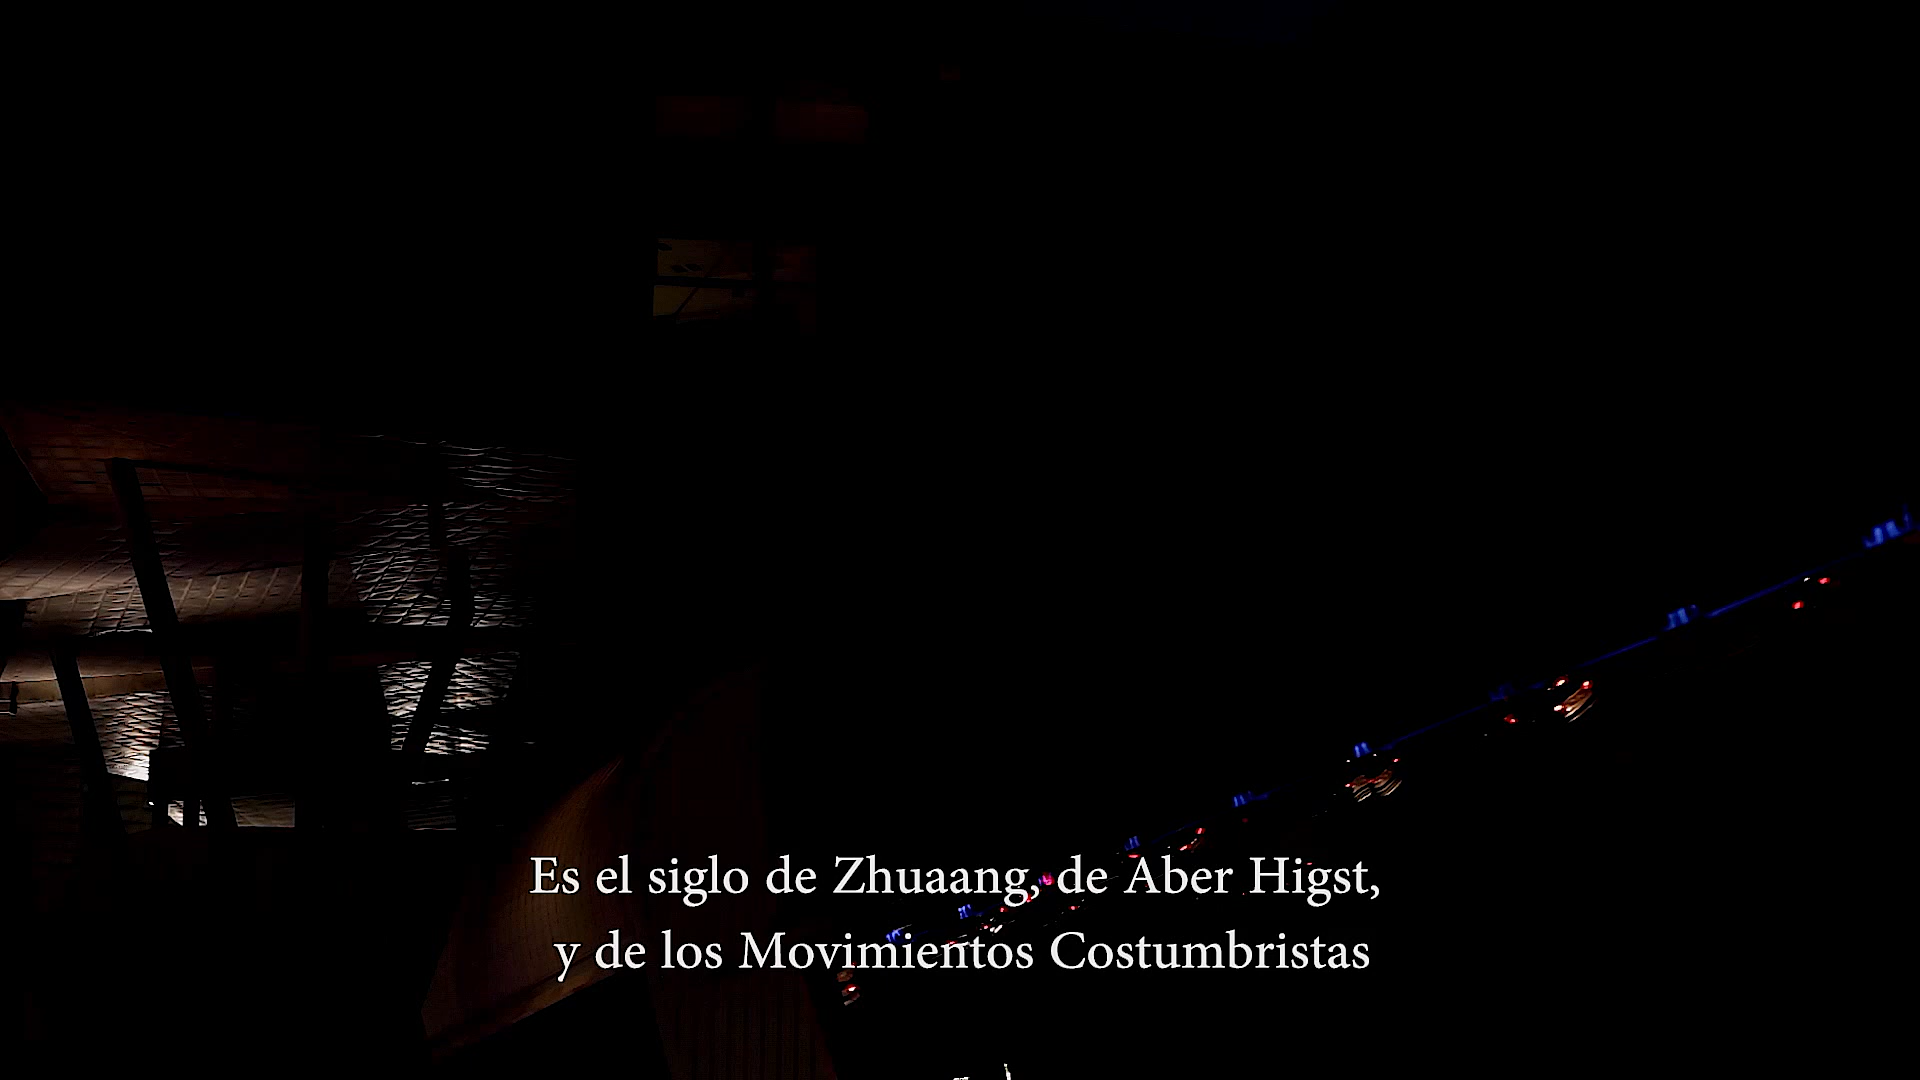 Es el siglo de Zhuaang, de Aber Higst,
y de los Movimientos Costumbristas